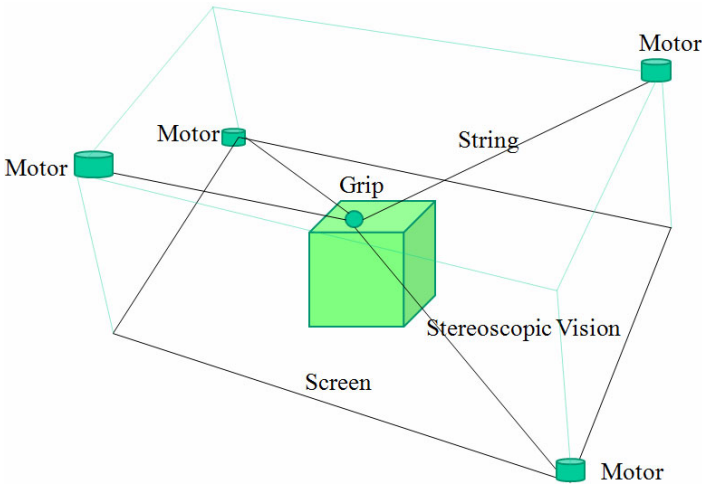 Motor
Motor
String
Motor
Grip
Stereoscopic Vision
Screen
Motor